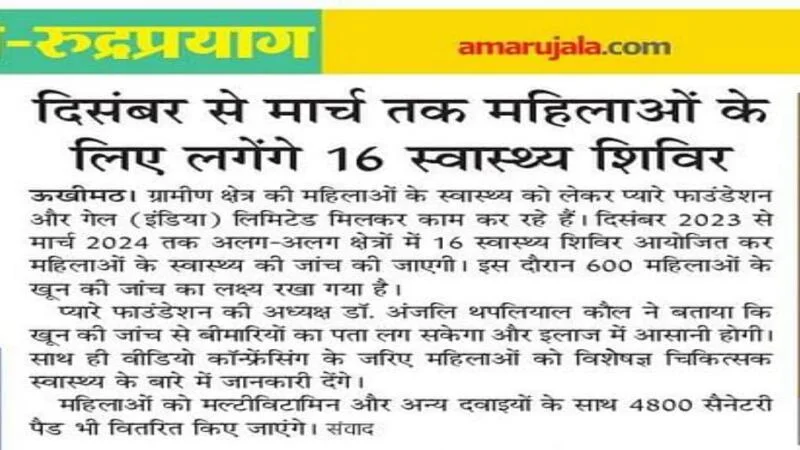 -रुद्रप्रयाग
amarujala.com
दिसंबर से मार्च तक महिलाओं के
लिए लगेंगे 16 स्वास्थ्य शिविर
ऊखीमठ। ग्रामीण क्षेत्र की महिलाओं के स्वास्थ्य को लेकर प्यारे फाउंडेशन
और गेल (इंडिया) लिमिटेड मिलकर काम कर रहे हैं। दिसंबर 2023 से
मार्च 2024 तक अलग-अलग क्षेत्रों में 16 स्वास्थ्य शिविर आयोजित कर
महिलाओं के स्वास्थ्य की जांच की जाएगी। इस दौरान 600 महिलाओं के
खून की जांच का लक्ष्य रखा गया है।
प्यारे फाउंडेशन की अध्यक्ष डॉ. अंजलि थपलियाल कौल ने बताया कि
खून की जांच से बीमारियों का पता लग सकेगा और इलाज में आसानी होगी।
साथ ही वीडियो कॉन्फ्रेंसिंग के जरिए महिलाओं को विशेषज्ञ चिकित्सक
स्वास्थ्य के बारे में जानकारी देंगे।
महिलाओं को मल्टीविटामिन और अन्य दवाइयों के साथ 4800 सैनेटरी
पैड भी वितरित किए जाएंगे। संवाद